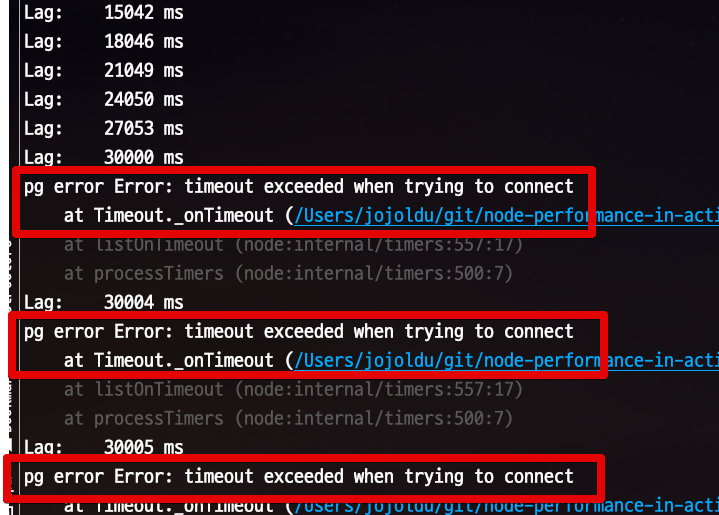 Lag: 15042 ms
Lag: 18046 ms
Lag: 21049 ms
Lag: 24050 ms
Lag: 27053 ms
Lag: 30000 ms
pg error Error: timeout exceeded when trying to connect
at Timeout._onTimeout (/Users/jojoldu/git/node-performance-in-acti
at listOnTimeout (node:internal/timers:557:17)
at processTimers (node:internal/timers:500:7)
Lag: 30004 ms
pg error Error: timeout exceeded when trying to connect
at Timeout._onTimeout (/Users/jojoldu/git/node-performance-in-acti
at listOnTimeout (node:internal/timers:557:17)
at processTimers (node:internal/timers:500:7)
Lag: 30005 ms
pg error Error: timeout exceeded when trying to connect
at Timeout._onTimeout (/Users/jojoldu/git/node-performance-in-acti